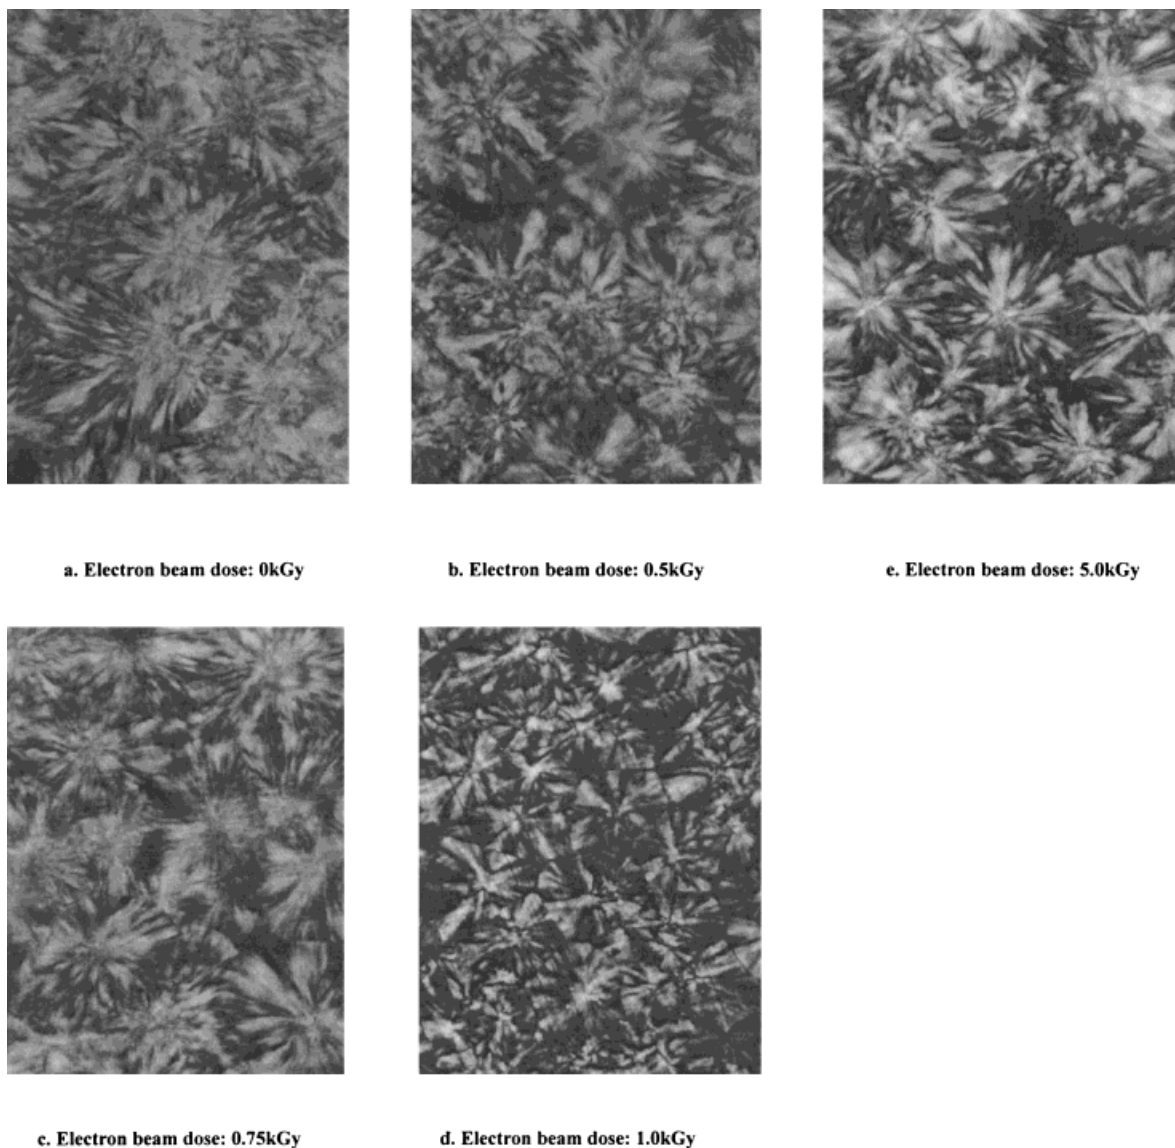 a. Electron beam dose: 0kGy
b. Electron beam dose: 0.5kGy
e. Electron beam dose: 5.0kGy
c. Electron beam dose: 0.75kGy
d. Electron beam dose: 1.0kGy